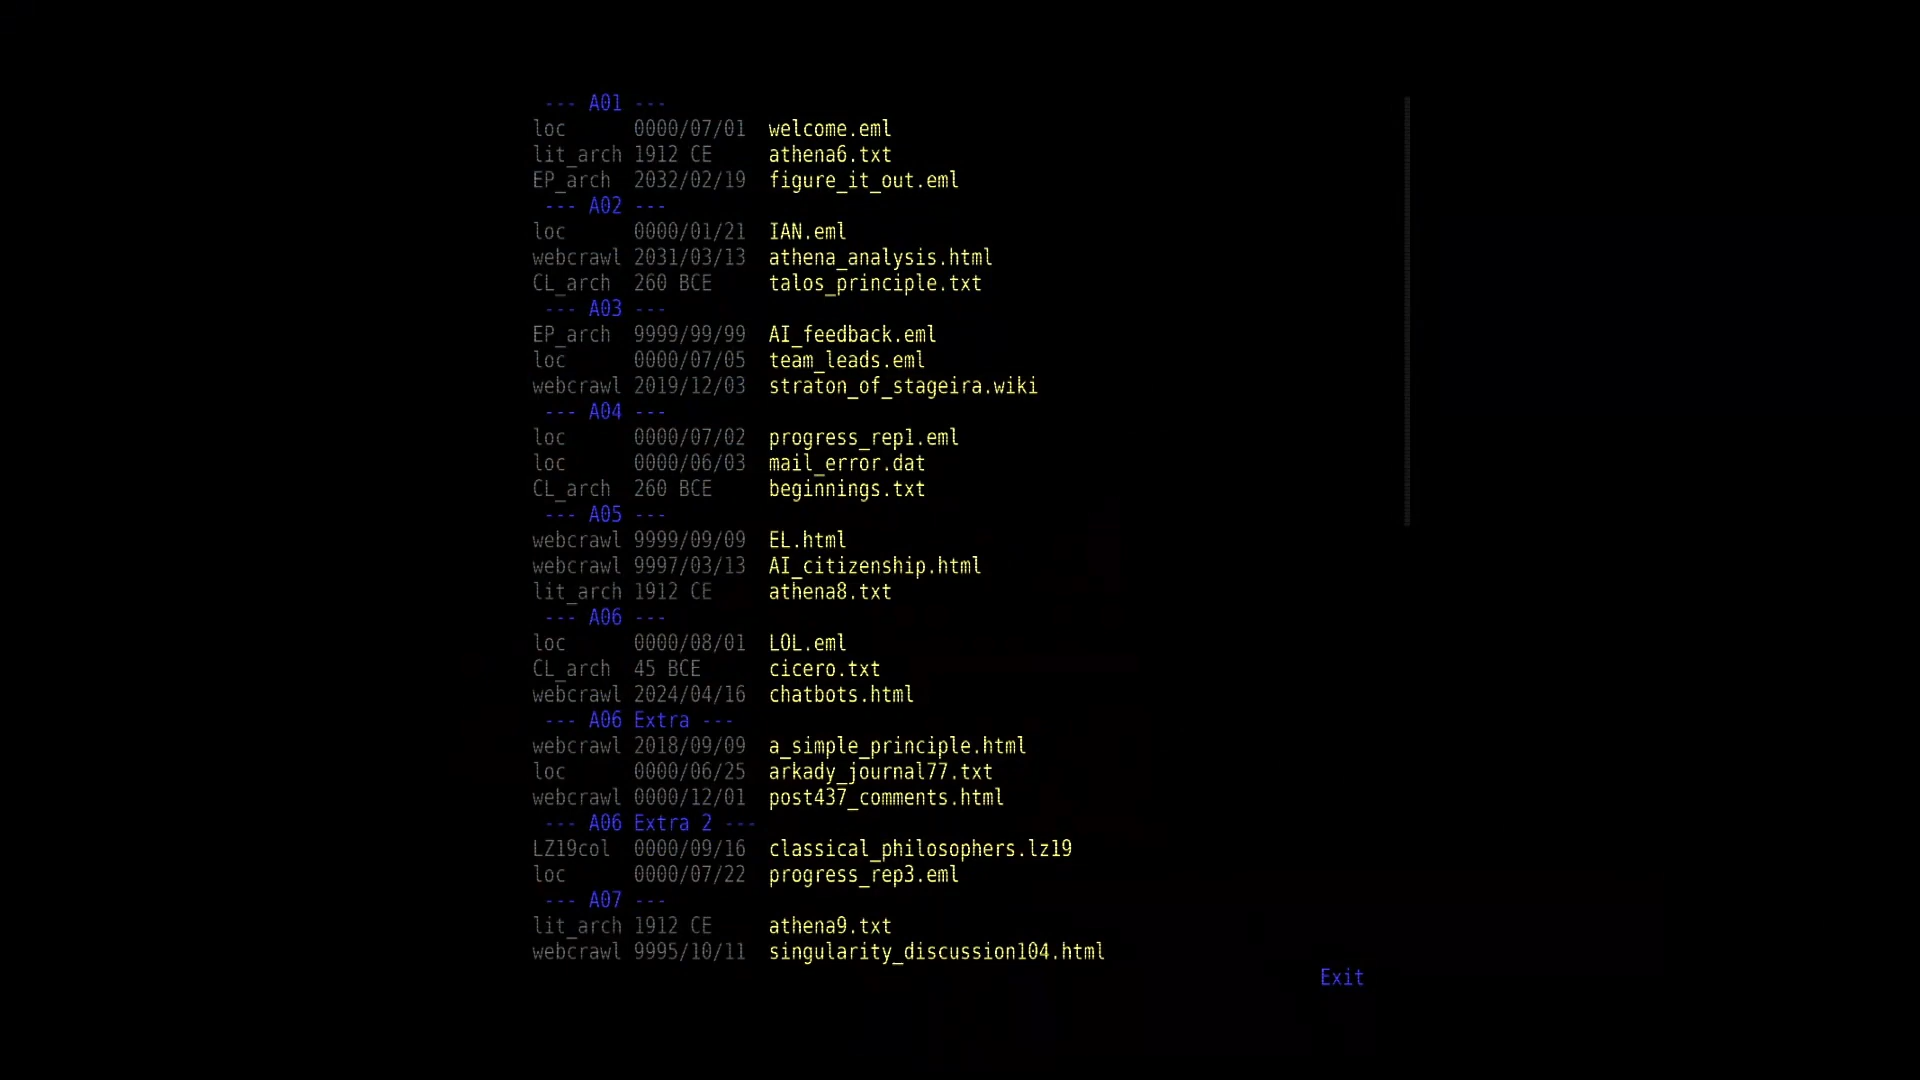 --- A01 ---
loc 0000/07/01 welcome.eml
lit_arch 1912 CE athena6.txt
EP_arch 2032/02/19 figure_it_out.eml
--- A02 ---
loc 0000/01/21 IAN.eml
webcrawl 2031/03/13 athena_analysis.html
CL_arch 260 BCE talos_principle.txt
--- A03 ---
EP_arch 9999/99/99 AI_feedback.eml
loc 0000/07/05 team_leads.eml
webcrawl 2019/12/03 straton_of_stageira.wiki
--- A04 ---
loc 0000/07/02 progress_rep1.eml
loc 0000/06/03 mail_error.dat
CL_arch 260 BCE beginnings.txt
--- A05 ---
webcrawl 9999/09/09 EL.html
webcrawl 9997/03/13 AI_citizenship.html
lit_arch 1912 CE athena8.txt
--- A06 ---
loc 0000/08/01 LOL.eml
CL_arch 45 BCE cicero.txt
webcrawl 2024/04/16 chatbots.html
--- A06 Extra ---
webcrawl 2018/09/09 a_simple_principle.html
loc 0000/06/25 arkady_journal77.txt
webcrawl 0000/12/01 post437_comments.html
--- A06 Extra 2 ---
LZ19col 0000/09/16 classical_philosophers.lz19
loc 0000/07/22 progress_rep3.eml
--- A07 ---
lit_arch 1912 CE athena9.txt
webcrawl 9995/10/11 singularity_discussion104.html
Exit